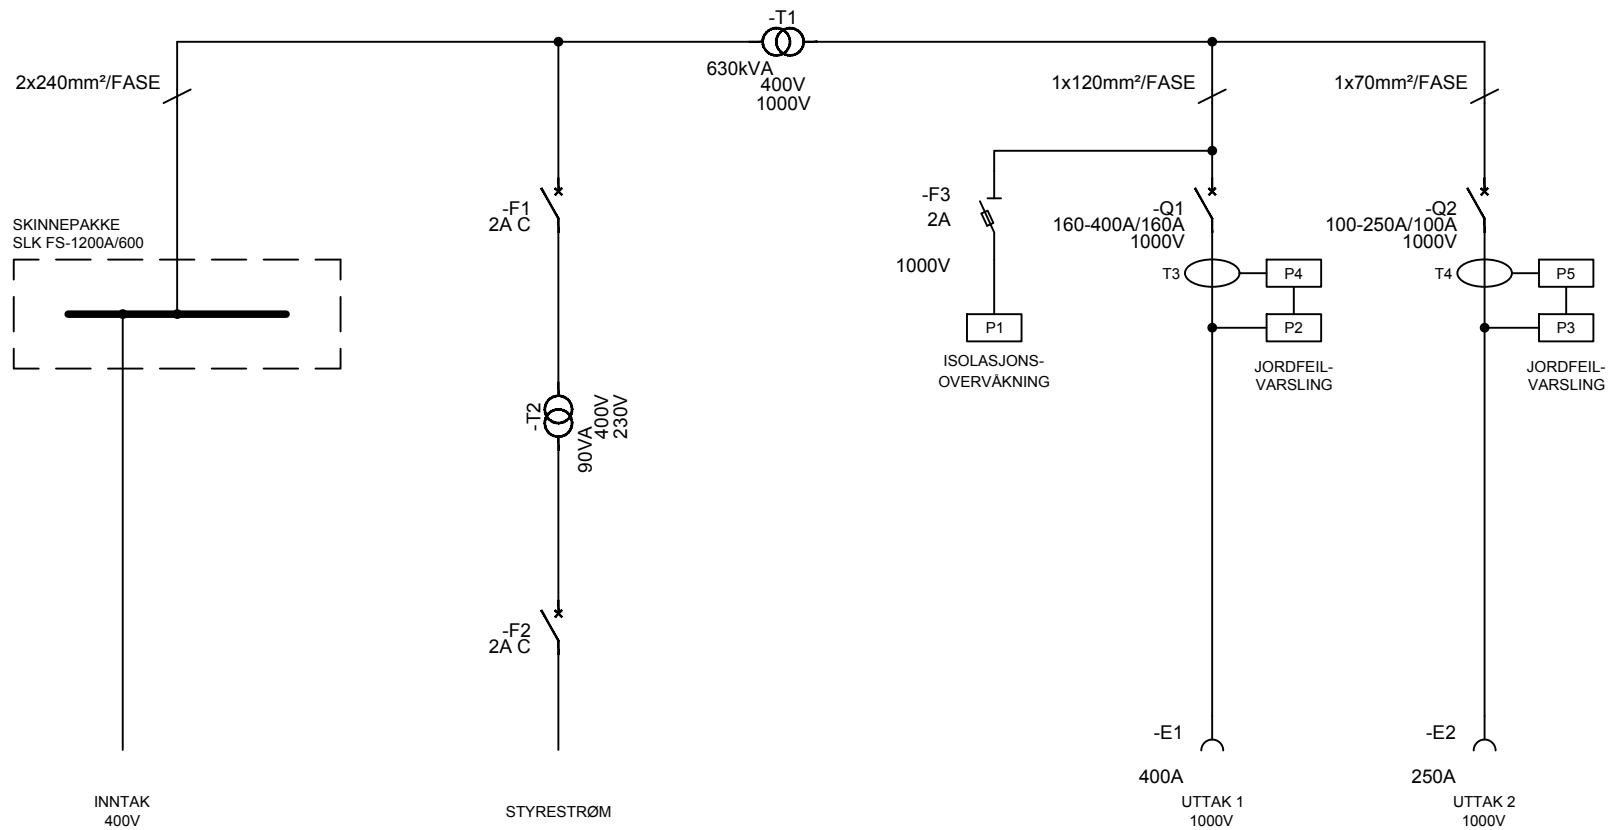 -T1
630kVA
400V
1000V
2x240mm²/FASE
1x120mm²/FASE
1x70mm²/FASE
SKINNEPAKKE
SLK FS-1200A/600
-F1
2A C
-F3
2A
1000V
-Q1
160-400A/160A
1000V
-Q2
100-250A/100A
1000V
T3
P4
P2
T4
P5
P3
P1
ISOLASJONS-
OVERVÅKNING
JORDFEIL-
VARSLING
JORDFEIL-
VARSLING
-T2
90VA
400V
230V
-F2
2A C
-E1
400A
-E2
250A
INNTAK
400V
STYRESTRØM
UTTAK 1
1000V
UTTAK 2
1000V